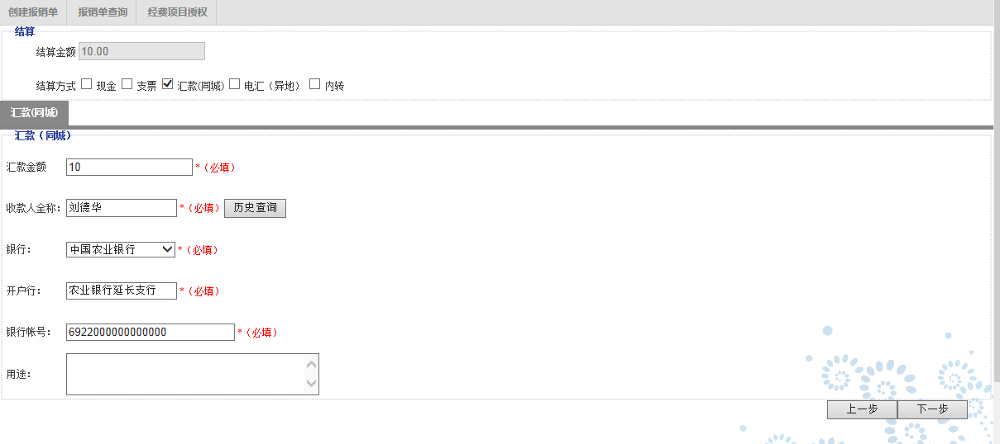 创建报销单 报销单查询 经费项目授权
结算
结算金额 10.00
结算方式 现金 支票 汇款(同城) 电汇（异地） 内转
汇款(同城)
汇款（同城）
汇款金额 10 *（必填）
收款人全称： 刘德华 *（必填） 历史查询
银行： 中国农业银行 *（必填）
开户行： 农业银行延长支行 *（必填）
银行帐号： 6922000000000000 *（必填）
用途：
上一步 下一步